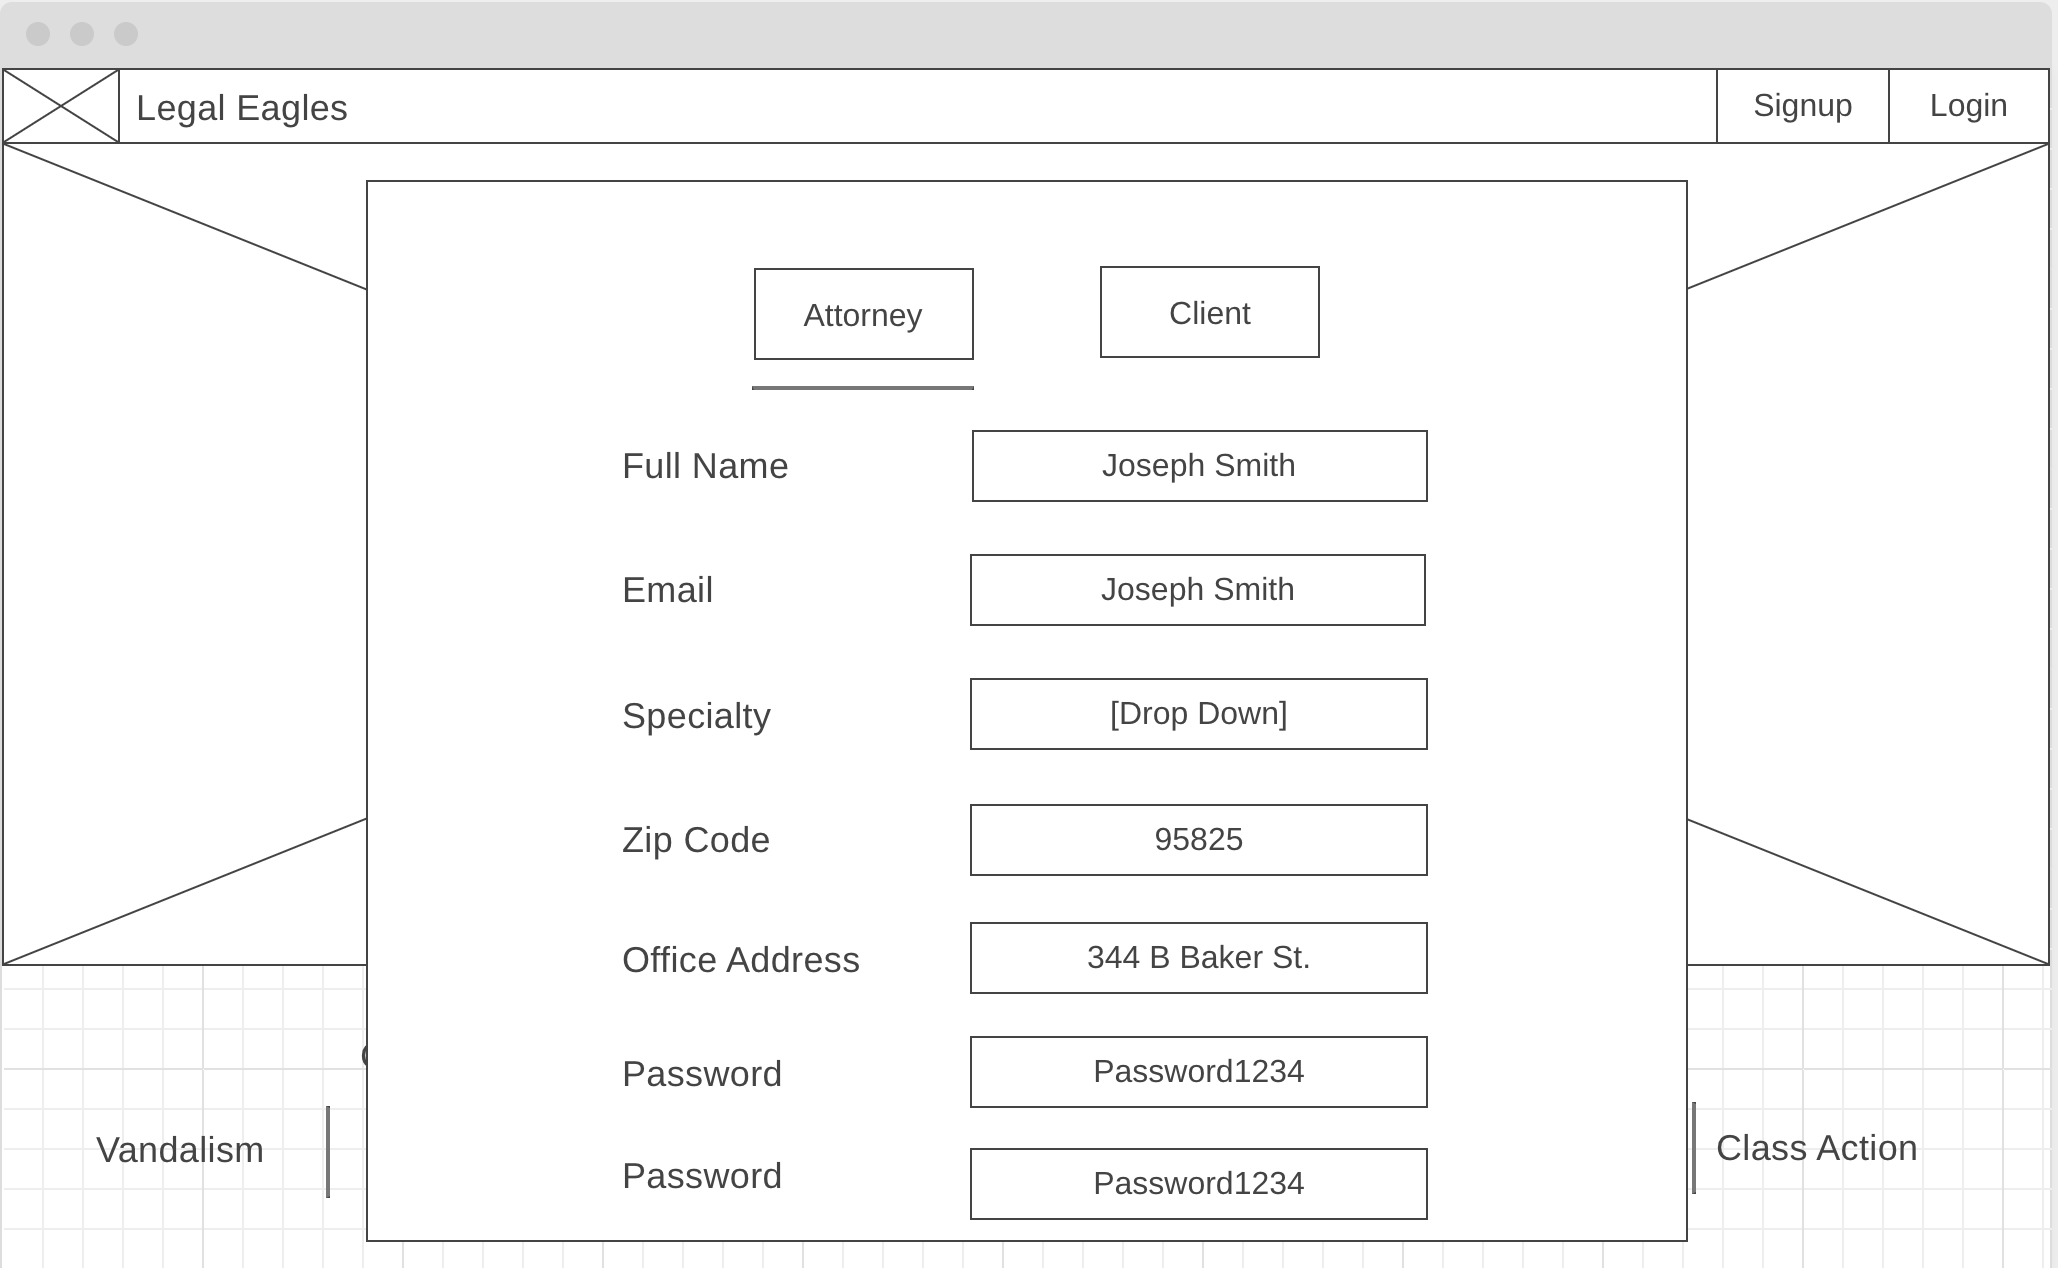 Legal Eagles
Signup
Login
Attorney
Client
Full Name
Joseph Smith
Email
Joseph Smith
Specialty
[Drop Down]
Zip Code
95825
Office Address
344 B Baker St.
Password
Password1234
Vandalism
Class Action
Password
Password1234